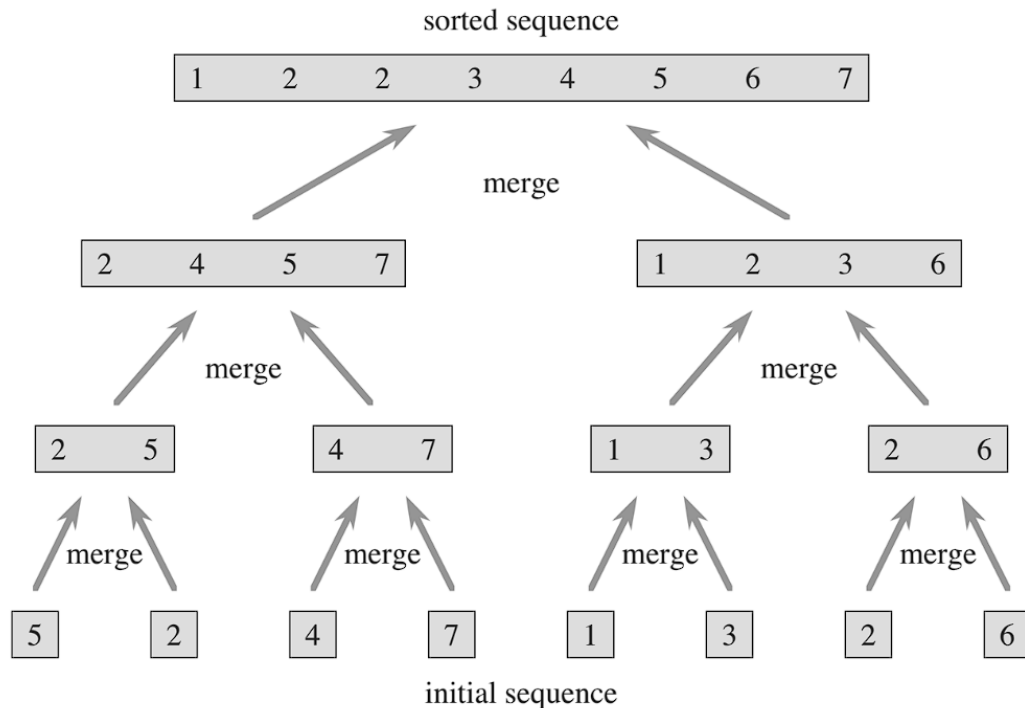 sorted sequence
1 2 2 3 4 5 6 7
merge
2 4 5 7 1 2 3 6
merge merge
2 5 4 7 1 3 2 6
merge merge merge merge
5 2 4 7 1 3 2 6
initial sequence